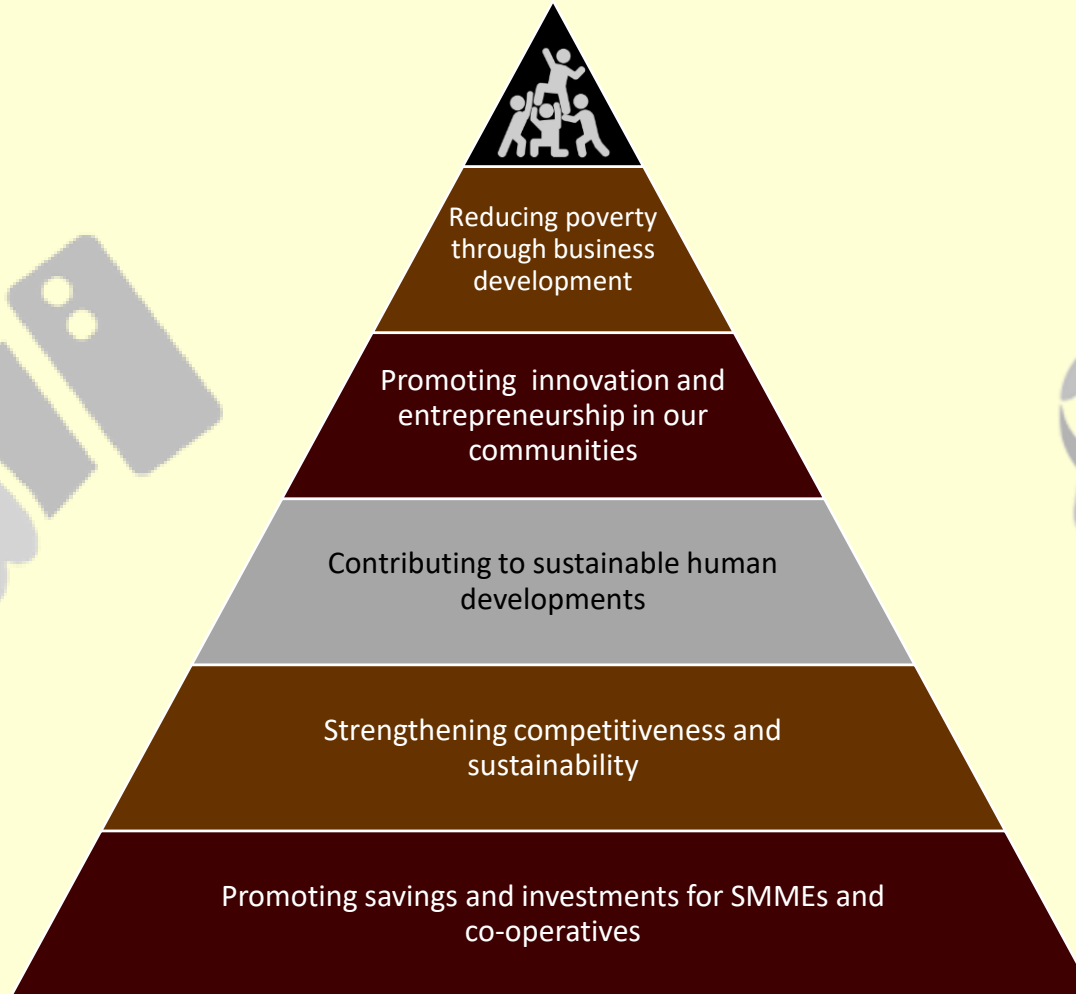 Reducing poverty
through business
development
Promoting  innovation and
entrepreneurship in our
communities
Contributing to sustainable human
developments
Strengthening competitiveness and
sustainability
Promoting savings and investments for SMMEs and
co-operatives